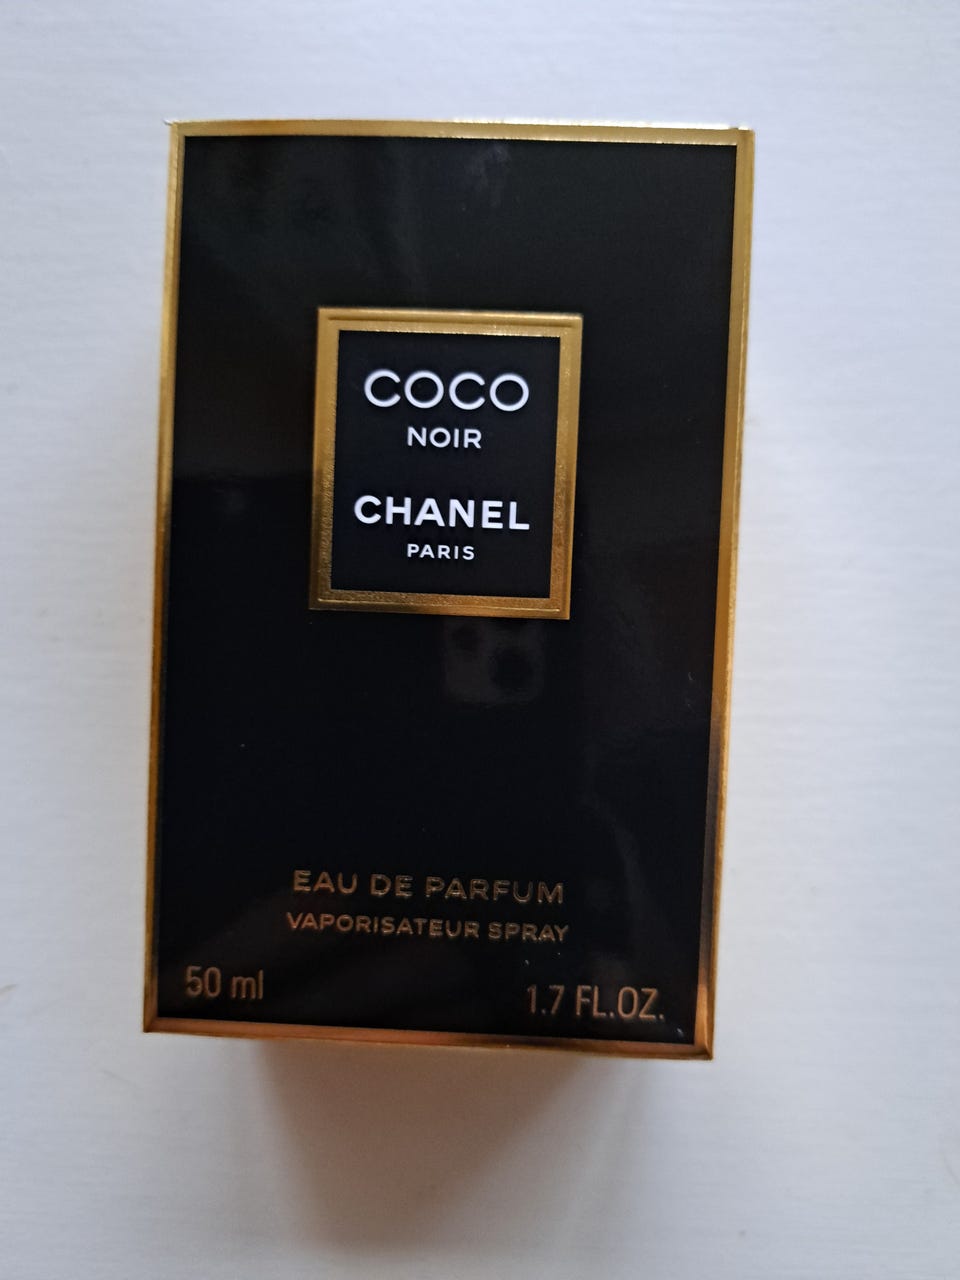 COCO
NOIR
CHANEL
PARIS
EAU DE PARFUM
VAPORISATEUR SPRAY
50 ml
1.7 FL.OZ.